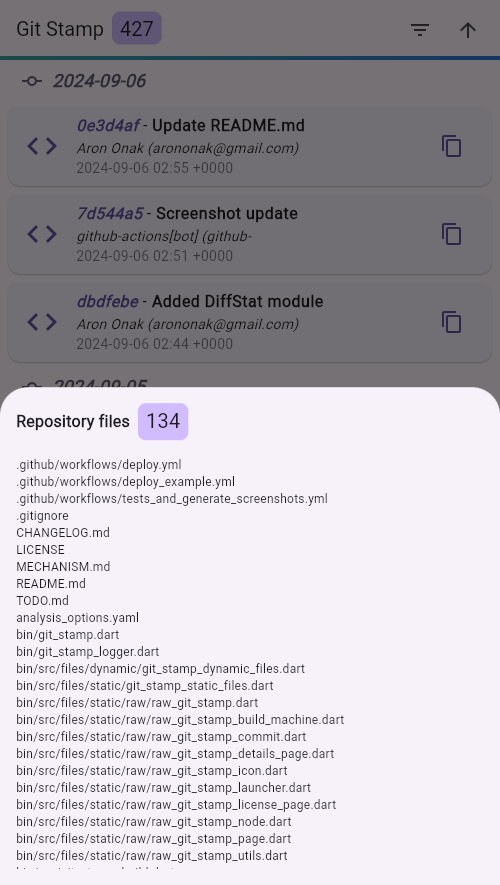 Git Stamp 427
2024-09-06
0e3d4af - Update README.md
Aron Onak (arononak@gmail.com)
2024-09-06 02:55 +0000
7d544a5 - Screenshot update
github-actions[bot] (github-
2024-09-06 02:51 +0000
dbdfebe - Added DiffStat module
Aron Onak (arononak@gmail.com)
2024-09-06 02:44 +0000
2024-09-05
Repository files 134
.github/workflows/deploy.yml
.github/workflows/deploy_example.yml
.github/workflows/tests_and_generate_screenshots.yml
.gitignore
CHANGELOG.md
LICENSE
MECHANISM.md
README.md
TODO.md
analysis_options.yaml
bin/git_stamp.dart
bin/git_stamp_logger.dart
bin/src/files/dynamic/git_stamp_dynamic_files.dart
bin/src/files/static/git_stamp_static_files.dart
bin/src/files/static/raw/raw_git_stamp.dart
bin/src/files/static/raw/raw_git_stamp_build_machine.dart
bin/src/files/static/raw/raw_git_stamp_commit.dart
bin/src/files/static/raw/raw_git_stamp_details_page.dart
bin/src/files/static/raw/raw_git_stamp_icon.dart
bin/src/files/static/raw/raw_git_stamp_launcher.dart
bin/src/files/static/raw/raw_git_stamp_license_page.dart
bin/src/files/static/raw/raw_git_stamp_node.dart
bin/src/files/static/raw/raw_git_stamp_page.dart
bin/src/files/static/raw/raw_git_stamp_utils.dart